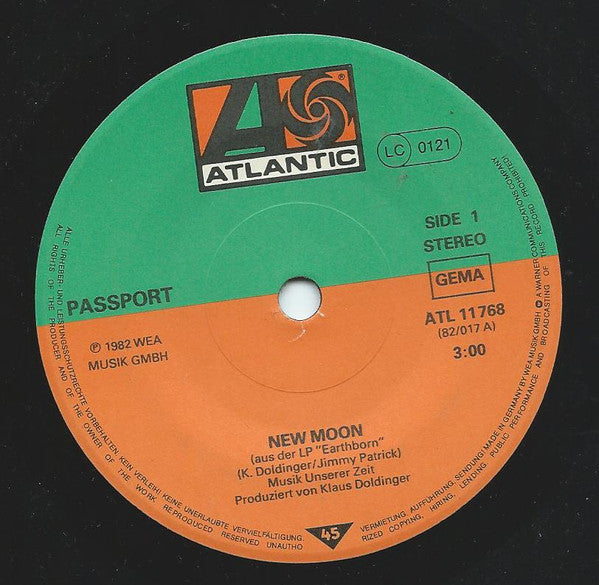 ATLANTIC
®
LC 0121
SIDE 1
STEREO
GEMA
PASSPORT
ATL 11768
(82/017 A)
3:00
℗ 1982 WEA
MUSIK GMBH
NEW MOON
(aus der LP "Earthborn")
(K. Doldinger/Jimmy Patrick)
Musik Unserer Zeit
Produziert von Klaus Doldinger
45
ALLE URHEBER- UND LEISTUNGSSCHUTZRECHTE VORBEHALTEN. KEIN VERLEIH! KEINE UNERLAUBTE VERVIELFÄLTIGUNG,
VERMIETUNG, AUFFÜHRUNG, SENDUNG! MADE IN GERMANY BY WEA MUSIK GMBH A WARNER COMMUNICATIONS COMPANY
ALL RIGHTS OF THE PRODUCER AND OF THE OWNER OF THE WORK REPRODUCED RESERVED UNAUTHO
RIZED COPYING, HIRING, LENDING, PUBLIC PERFORMANCE AND BROADCASTING OF THIS RECORD PROHIBITED